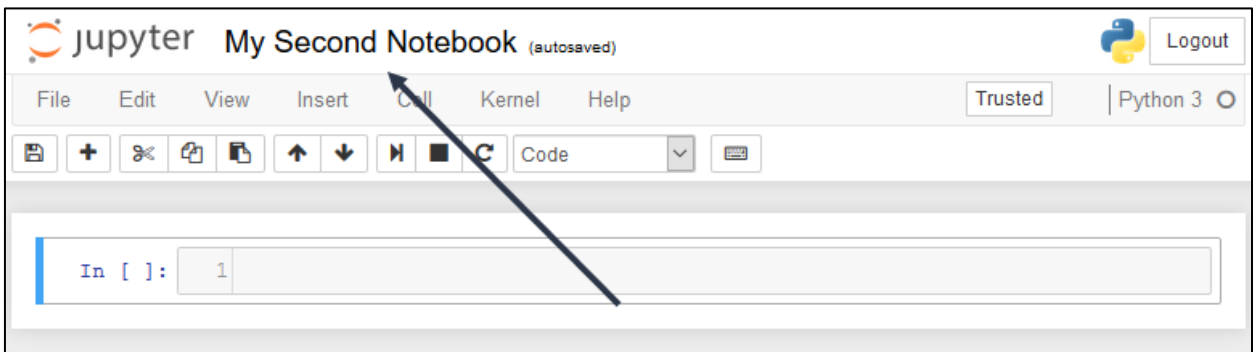 jupyter My Second Notebook (autosaved) Logout
File Edit View Insert Cell Kernel Help Trusted Python 3
Code
In [ ]: 1